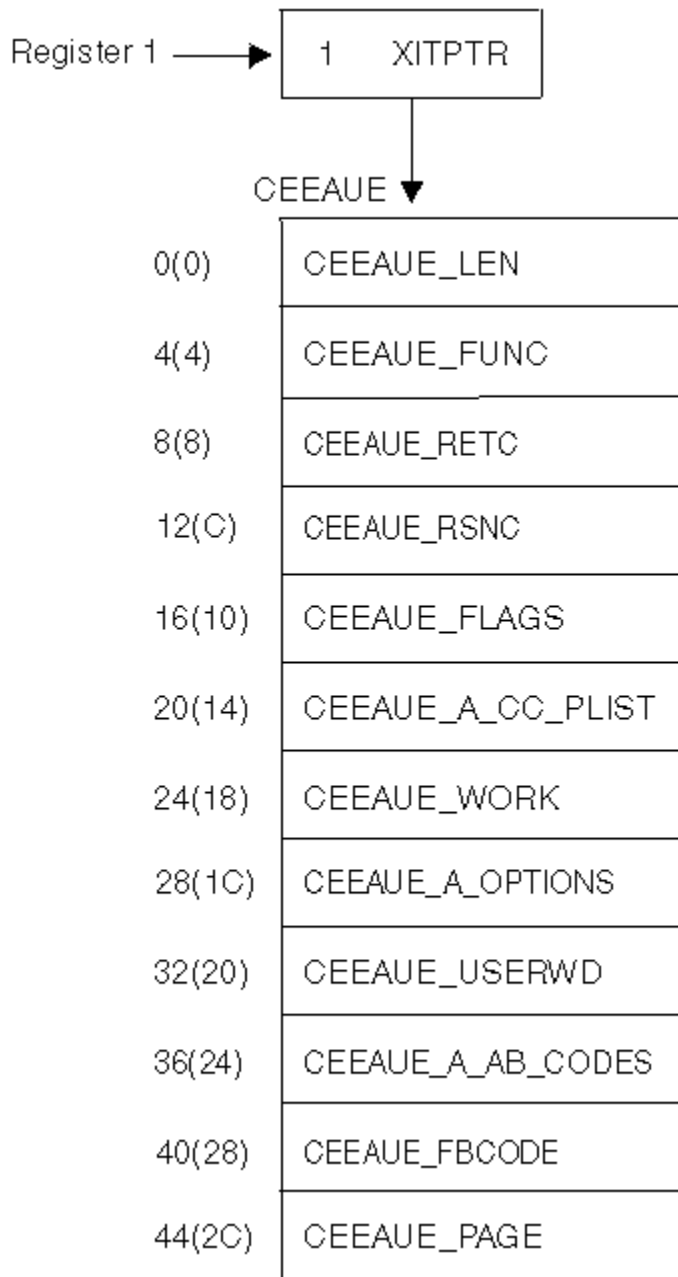 Register 1
1 XITPTR
CEEAUE
0(0) CEEAUE_LEN
4(4) CEEAUE_FUNC
8(8) CEEAUE_RETC
12(C) CEEAUE_RSNC
16(10) CEEAUE_FLAGS
20(14) CEEAUE_A_CC_PLIST
24(18) CEEAUE_WORK
28(1C) CEEAUE_A_OPTIONS
32(20) CEEAUE_USERWD
36(24) CEEAUE_A_AB_CODES
40(28) CEEAUE_FBCODE
44(2C) CEEAUE_PAGE